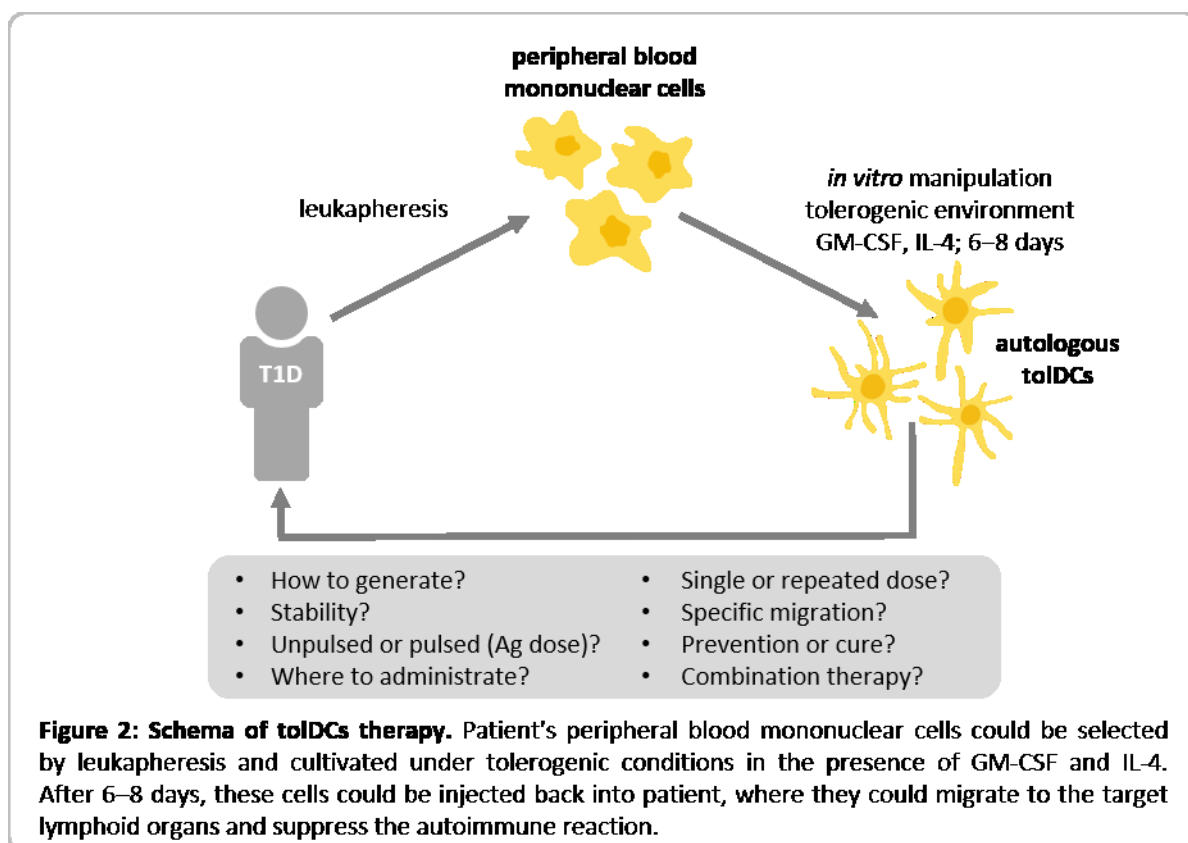 peripheral blood
mononuclear cells
leukapheresis
in vitro manipulation
tolerogenic environment
GM-CSF, IL-4; 6–8 days
T1D
autologous
tolDCs
• How to generate?
• Stability?
• Unpulsed or pulsed (Ag dose)?
• Where to administrate?
• Single or repeated dose?
• Specific migration?
• Prevention or cure?
• Combination therapy?
Figure 2: Schema of tolDCs therapy. Patient's peripheral blood mononuclear cells could be selected
by leukapheresis and cultivated under tolerogenic conditions in the presence of GM-CSF and IL-4.
After 6–8 days, these cells could be injected back into patient, where they could migrate to the target
lymphoid organs and suppress the autoimmune reaction.